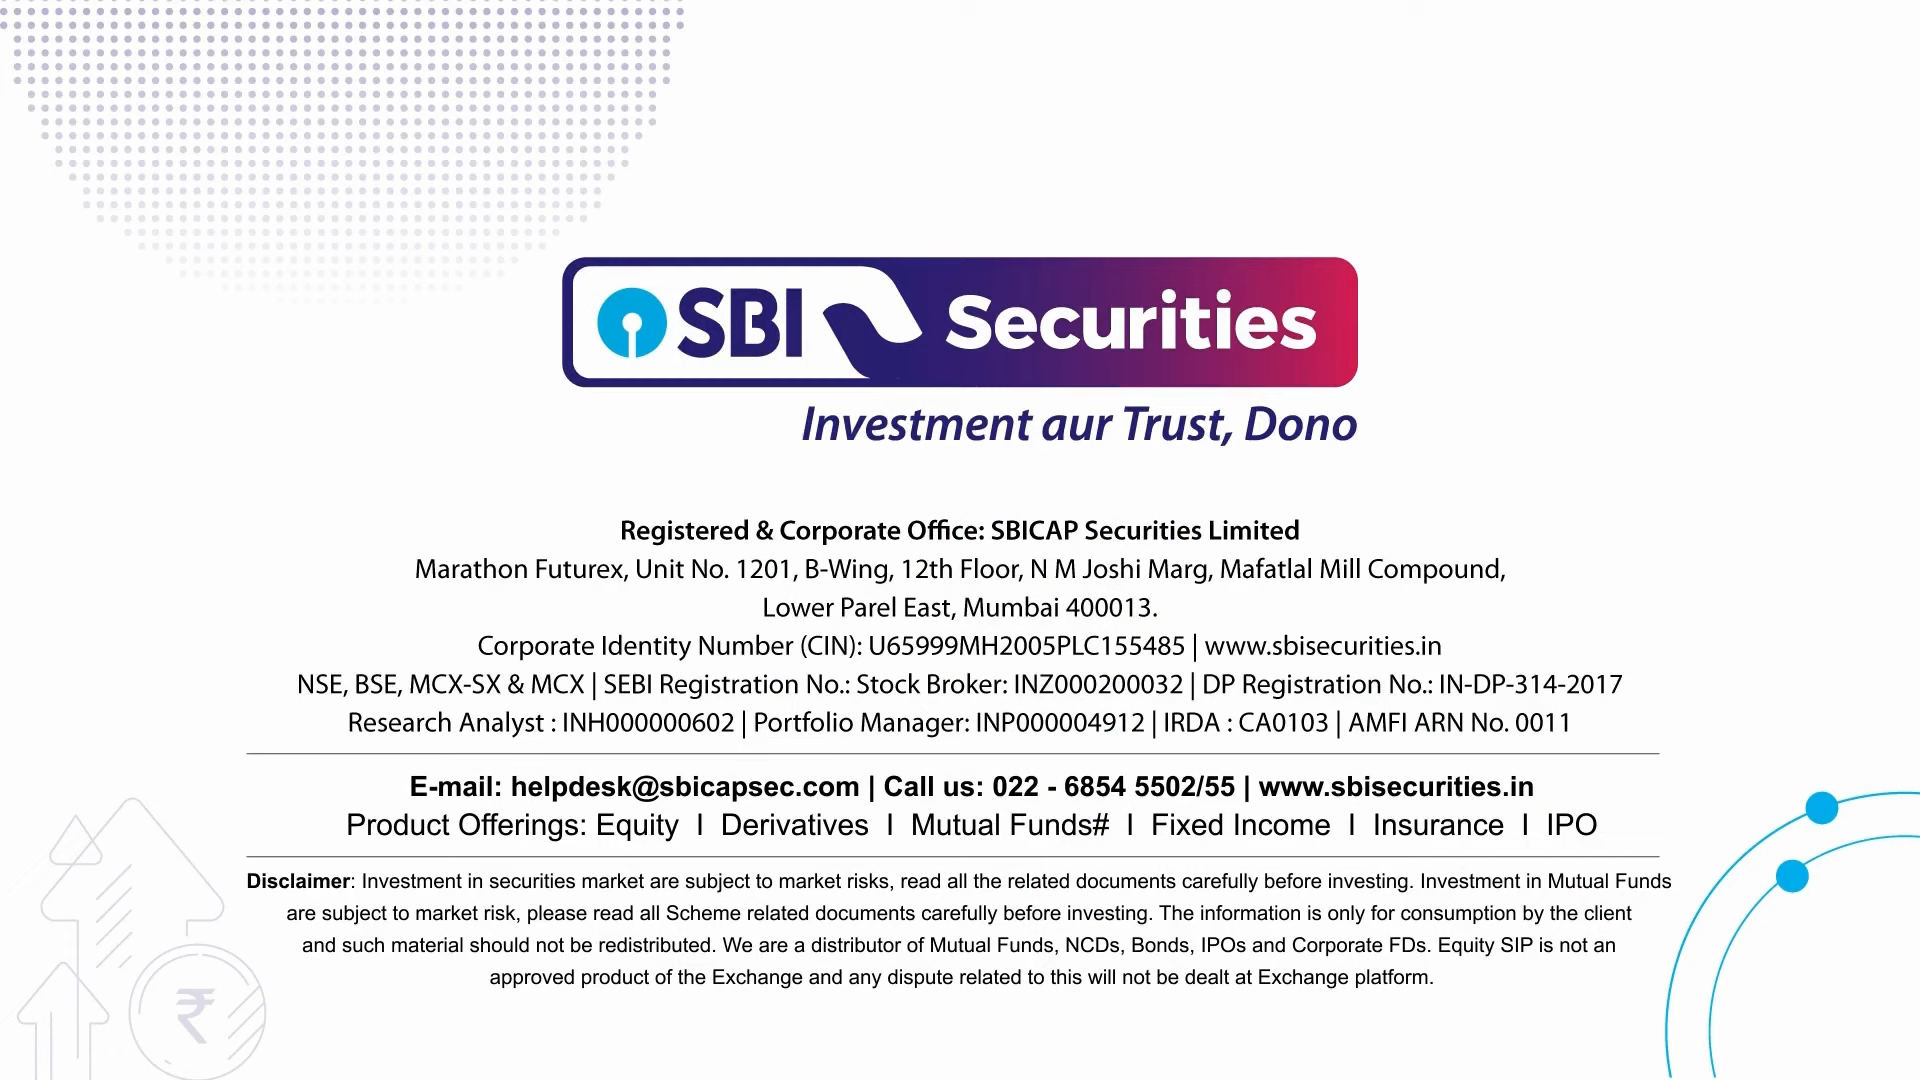 SBI Securities
Investment aur Trust, Dono
Registered & Corporate Office: SBICAP Securities Limited
Marathon Futurex, Unit No. 1201, B-Wing, 12th Floor, N M Joshi Marg, Mafatlal Mill Compound,
Lower Parel East, Mumbai 400013.
Corporate Identity Number (CIN): U65999MH2005PLC155485 | www.sbisecurities.in
NSE, BSE, MCX-SX & MCX | SEBI Registration No.: Stock Broker: INZ000200032 | DP Registration No.: IN-DP-314-2017
Research Analyst : INH000000602 | Portfolio Manager: INP000004912 | IRDA : CA0103 | AMFI ARN No. 0011
E-mail: helpdesk@sbicapsec.com | Call us: 022 - 6854 5502/55 | www.sbisecurities.in
Product Offerings: Equity I Derivatives I Mutual Funds# I Fixed Income I Insurance I IPO
Disclaimer: Investment in securities market are subject to market risks, read all the related documents carefully before investing. Investment in Mutual Funds
are subject to market risk, please read all Scheme related documents carefully before investing. The information is only for consumption by the client
and such material should not be redistributed. We are a distributor of Mutual Funds, NCDs, Bonds, IPOs and Corporate FDs. Equity SIP is not an
approved product of the Exchange and any dispute related to this will not be dealt at Exchange platform.
₹